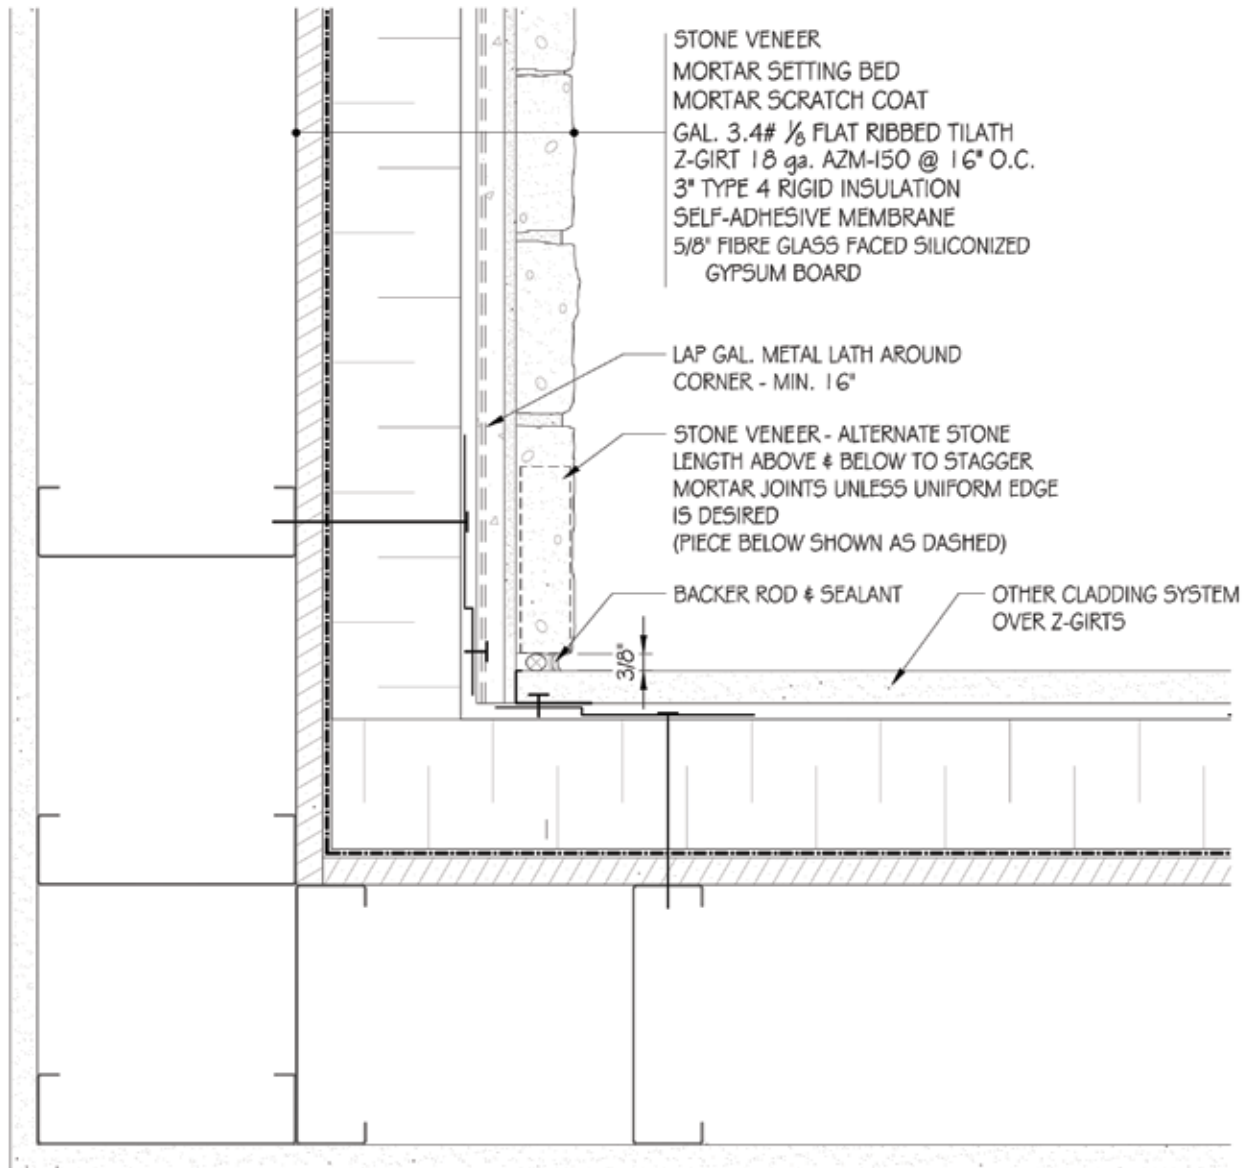 STONE VENEER
MORTAR SETTING BED
MORTAR SCRATCH COAT
GAL. 3.4# ⅛ FLAT RIBBED TILATH
Z-GIRT 18 ga. AZM-150 @ 16" O.C.
3" TYPE 4 RIGID INSULATION
SELF-ADHESIVE MEMBRANE
5/8" FIBRE GLASS FACED SILICONIZED
GYPSUM BOARD
LAP GAL. METAL LATH AROUND
CORNER - MIN. 16"
STONE VENEER - ALTERNATE STONE
LENGTH ABOVE & BELOW TO STAGGER
MORTAR JOINTS UNLESS UNIFORM EDGE
IS DESIRED
(PIECE BELOW SHOWN AS DASHED)
BACKER ROD & SEALANT
OTHER CLADDING SYSTEM
OVER Z-GIRTS
3/8"